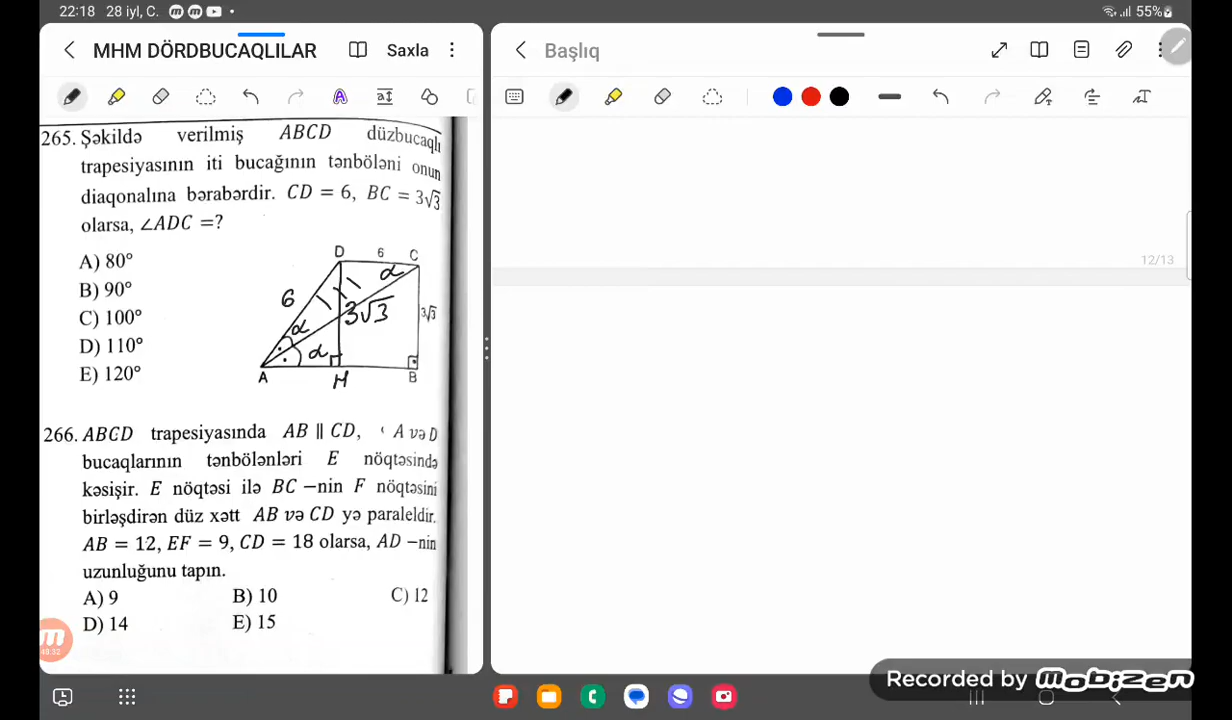 22:18 28 iyl, C.
55%
MHM DÖRDBUCAQLILAR
Saxla
Başlıq
265. Şəkildə verilmiş ABCD düzbucaqlı
trapesiyasının iti bucağının tənböləni onun
diaqonalına bərabərdir. CD = 6, BC = 3√3
olarsa, ∠ADC =?
A) 80°
B) 90°
C) 100°
D) 110°
E) 120°
D 6 C
α
6
3√3
3√3
α
α
A H B
12/13
266. ABCD trapesiyasında AB ∥ CD, A və D
bucaqlarının tənbölənləri E nöqtəsində
kəsişir. E nöqtəsi ilə BC –nin F nöqtəsini
birləşdirən düz xətt AB və CD yə paraleldir.
AB = 12, EF = 9, CD = 18 olarsa, AD –nin
uzunluğunu tapın.
A) 9 B) 10 C) 12
D) 14 E) 15
Recorded by mobizen